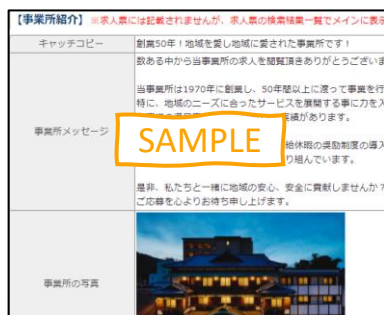 【事業所紹介】 ※求人票には記載されませんが、求人票の検索結果一覧でメインに表示
キャッチコピー
創業50年！地域を愛し地域に愛された事業所です！
事業所メッセージ
数ある中から当事業所の求人を閲覧頂きありがとうございま
当事業所は1970年に創業し、50年間以上に渡って事業を行
特に、地域のニーズに合ったサービスを展開する事に力を入
績があります。
SAMPLE
給休暇の奨励制度の導入
り組んでいます。
是非、私たちと一緒に地域の安心、安全に貢献しませんか？
ご応募を心よりお待ち申し上げます。
事業所の写真